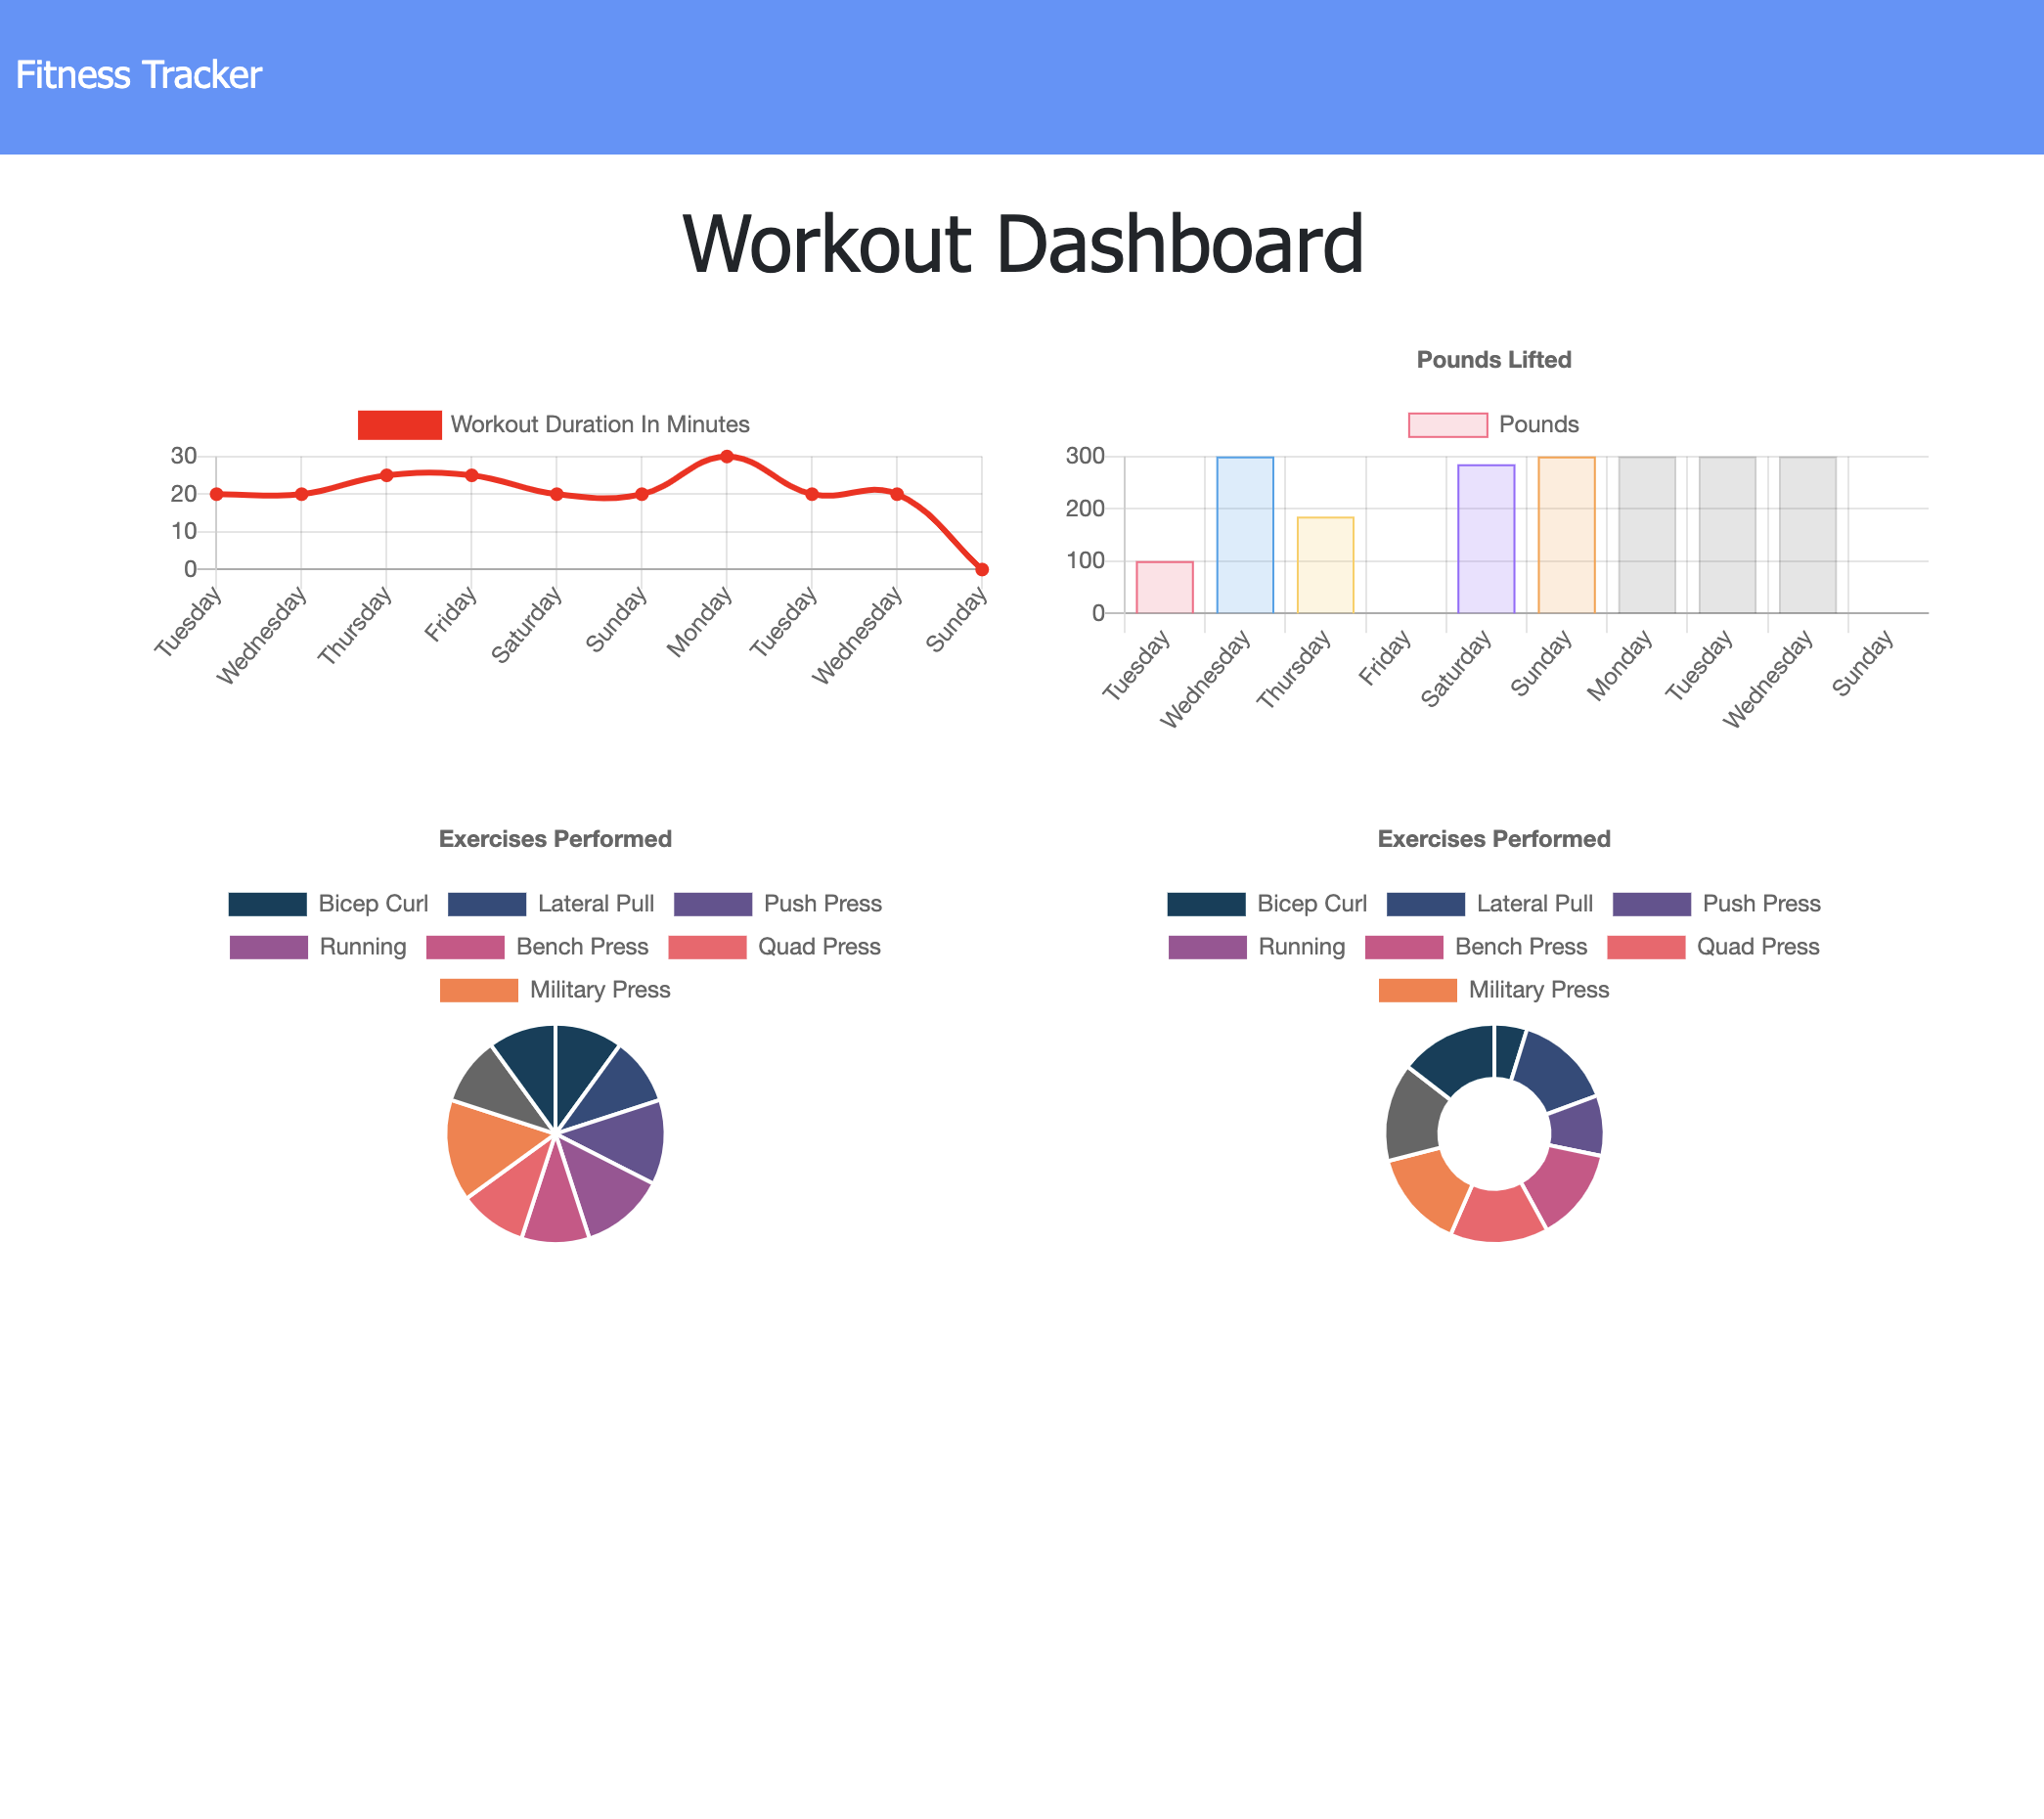 Fitness Tracker
Workout Dashboard
Workout Duration In Minutes
30
20
10
0
Tuesday Wednesday Thursday Friday Saturday Sunday Monday Tuesday Wednesday Sunday
Pounds Lifted
Pounds
300
200
100
0
Tuesday Wednesday Thursday Friday Saturday Sunday Monday Tuesday Wednesday Sunday
Exercises Performed
Bicep Curl Lateral Pull Push Press
Running Bench Press Quad Press
Military Press
Exercises Performed
Bicep Curl Lateral Pull Push Press
Running Bench Press Quad Press
Military Press